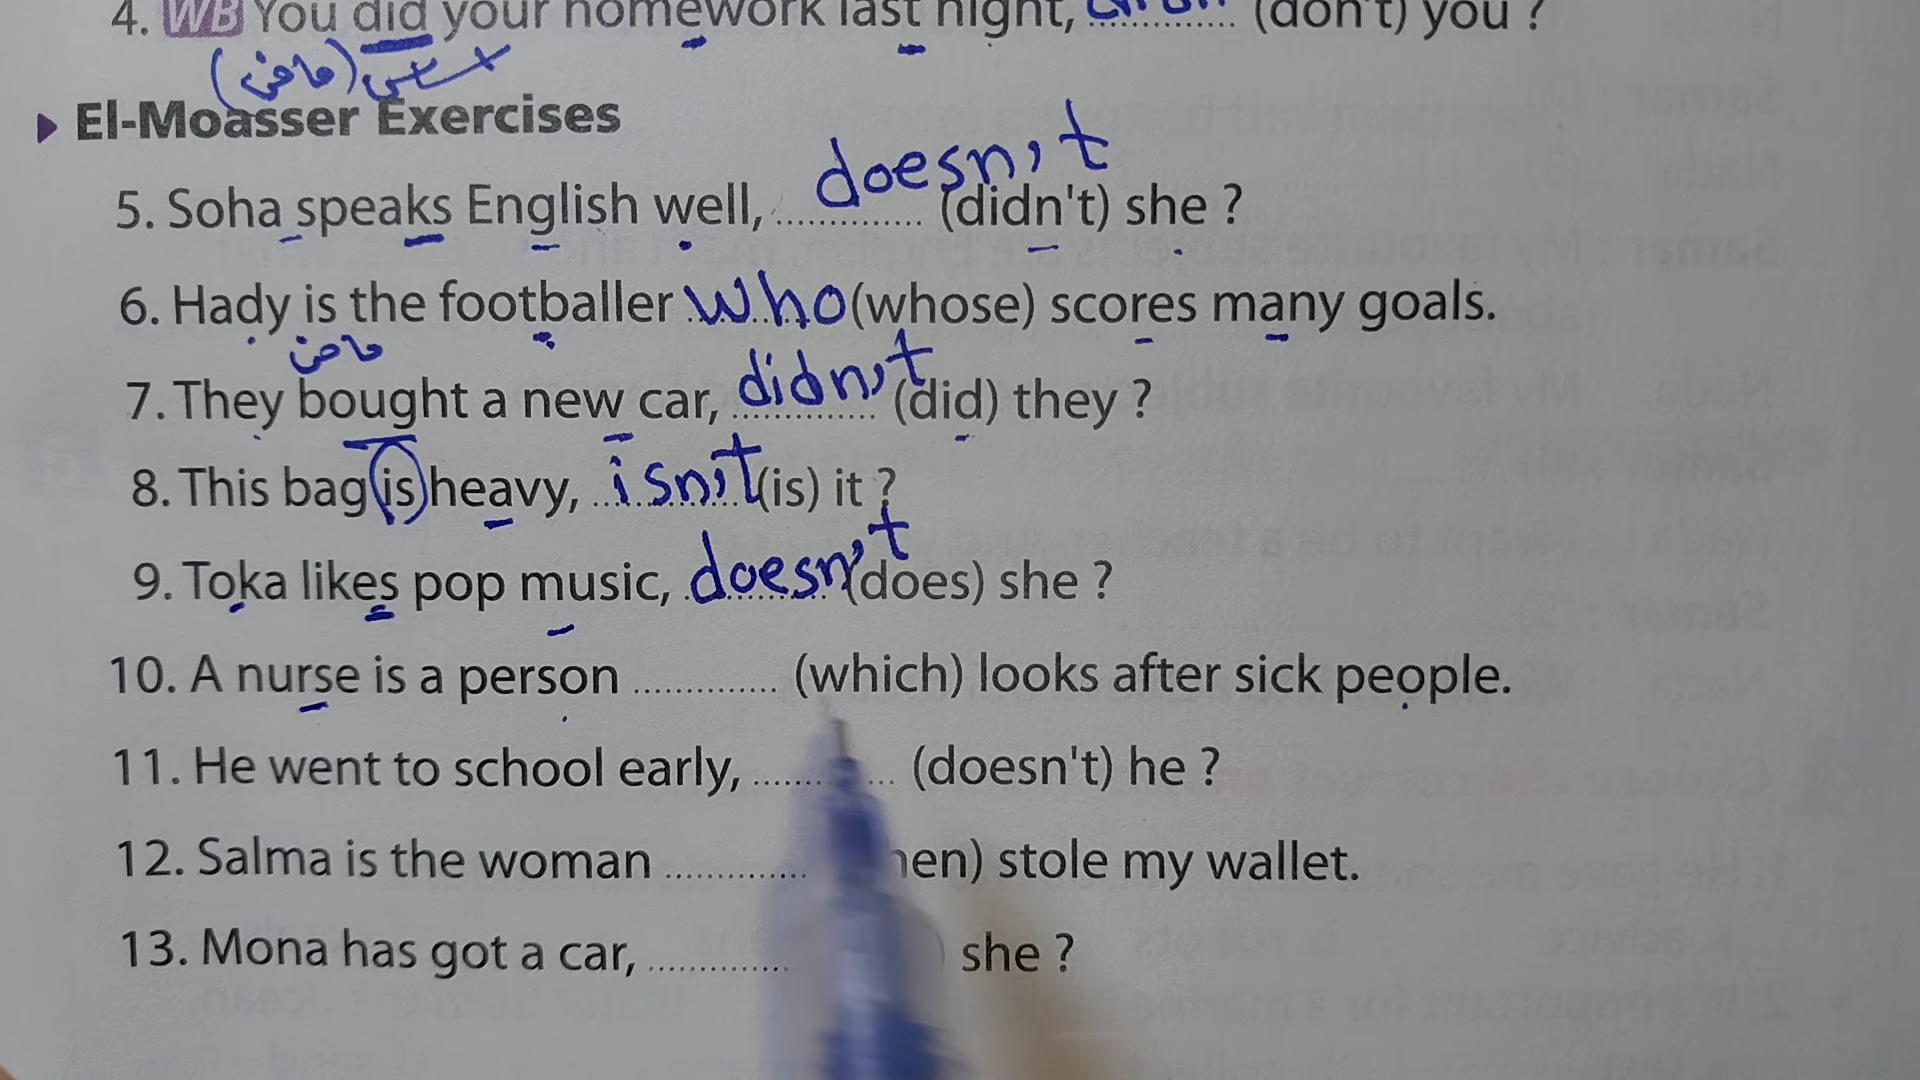 4. WB You did your homework last night, ............ (don't) you ?
(ماضى)
El-Moasser Exercises
5. Soha speaks English well, doesn't (didn't) she ?
6. Hady is the footballer who (whose) scores many goals.
ماضى
7. They bought a new car, didn't (did) they ?
8. This bag is heavy, isn't (is) it ?
9. Toka likes pop music, doesn't (does) she ?
10. A nurse is a person ............ (which) looks after sick people.
11. He went to school early, ............ (doesn't) he ?
12. Salma is the woman ............ hen) stole my wallet.
13. Mona has got a car, ............ ) she ?